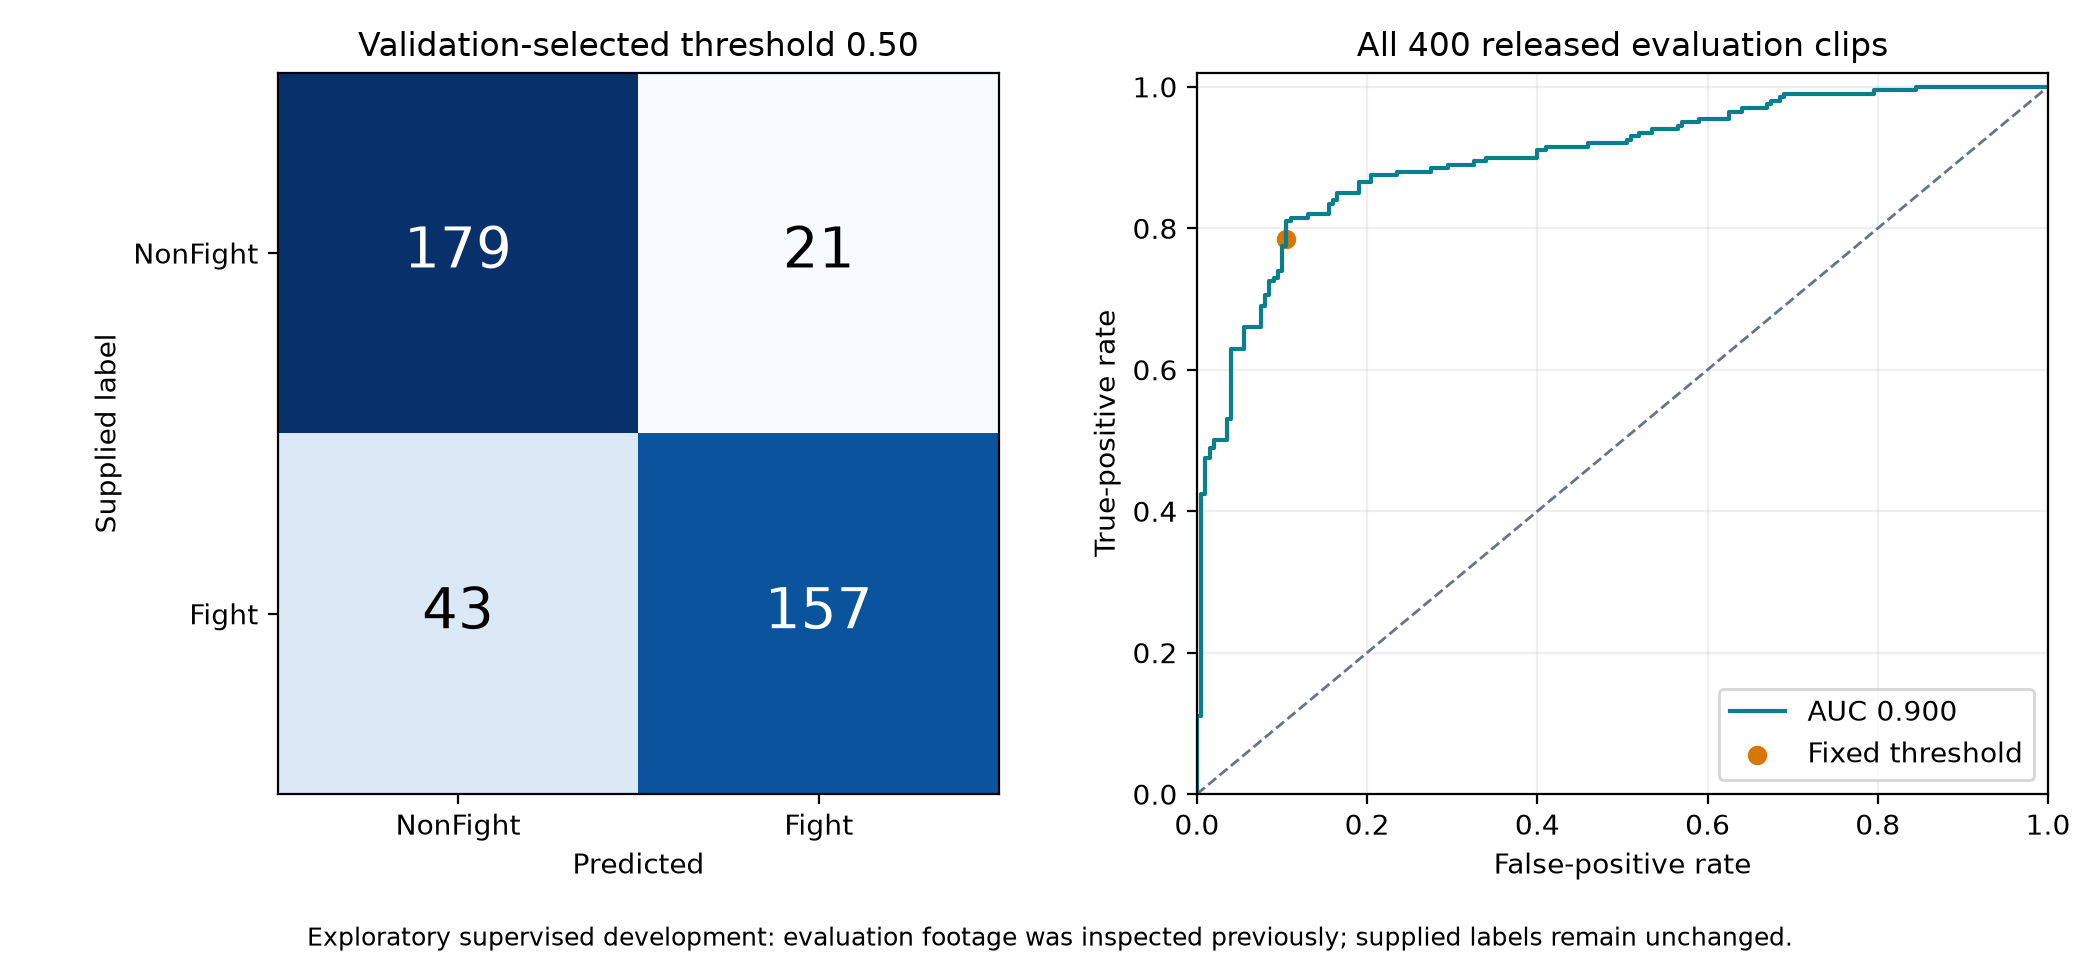 Validation-selected threshold 0.50
179
21
43
157
NonFight
Fight
Supplied label
NonFight
Fight
Predicted
All 400 released evaluation clips
1.0
0.8
0.6
0.4
0.2
0.0
True-positive rate
AUC 0.900
Fixed threshold
0.0
0.2
0.4
0.6
0.8
1.0
False-positive rate
Exploratory supervised development: evaluation footage was inspected previously; supplied labels remain unchanged.